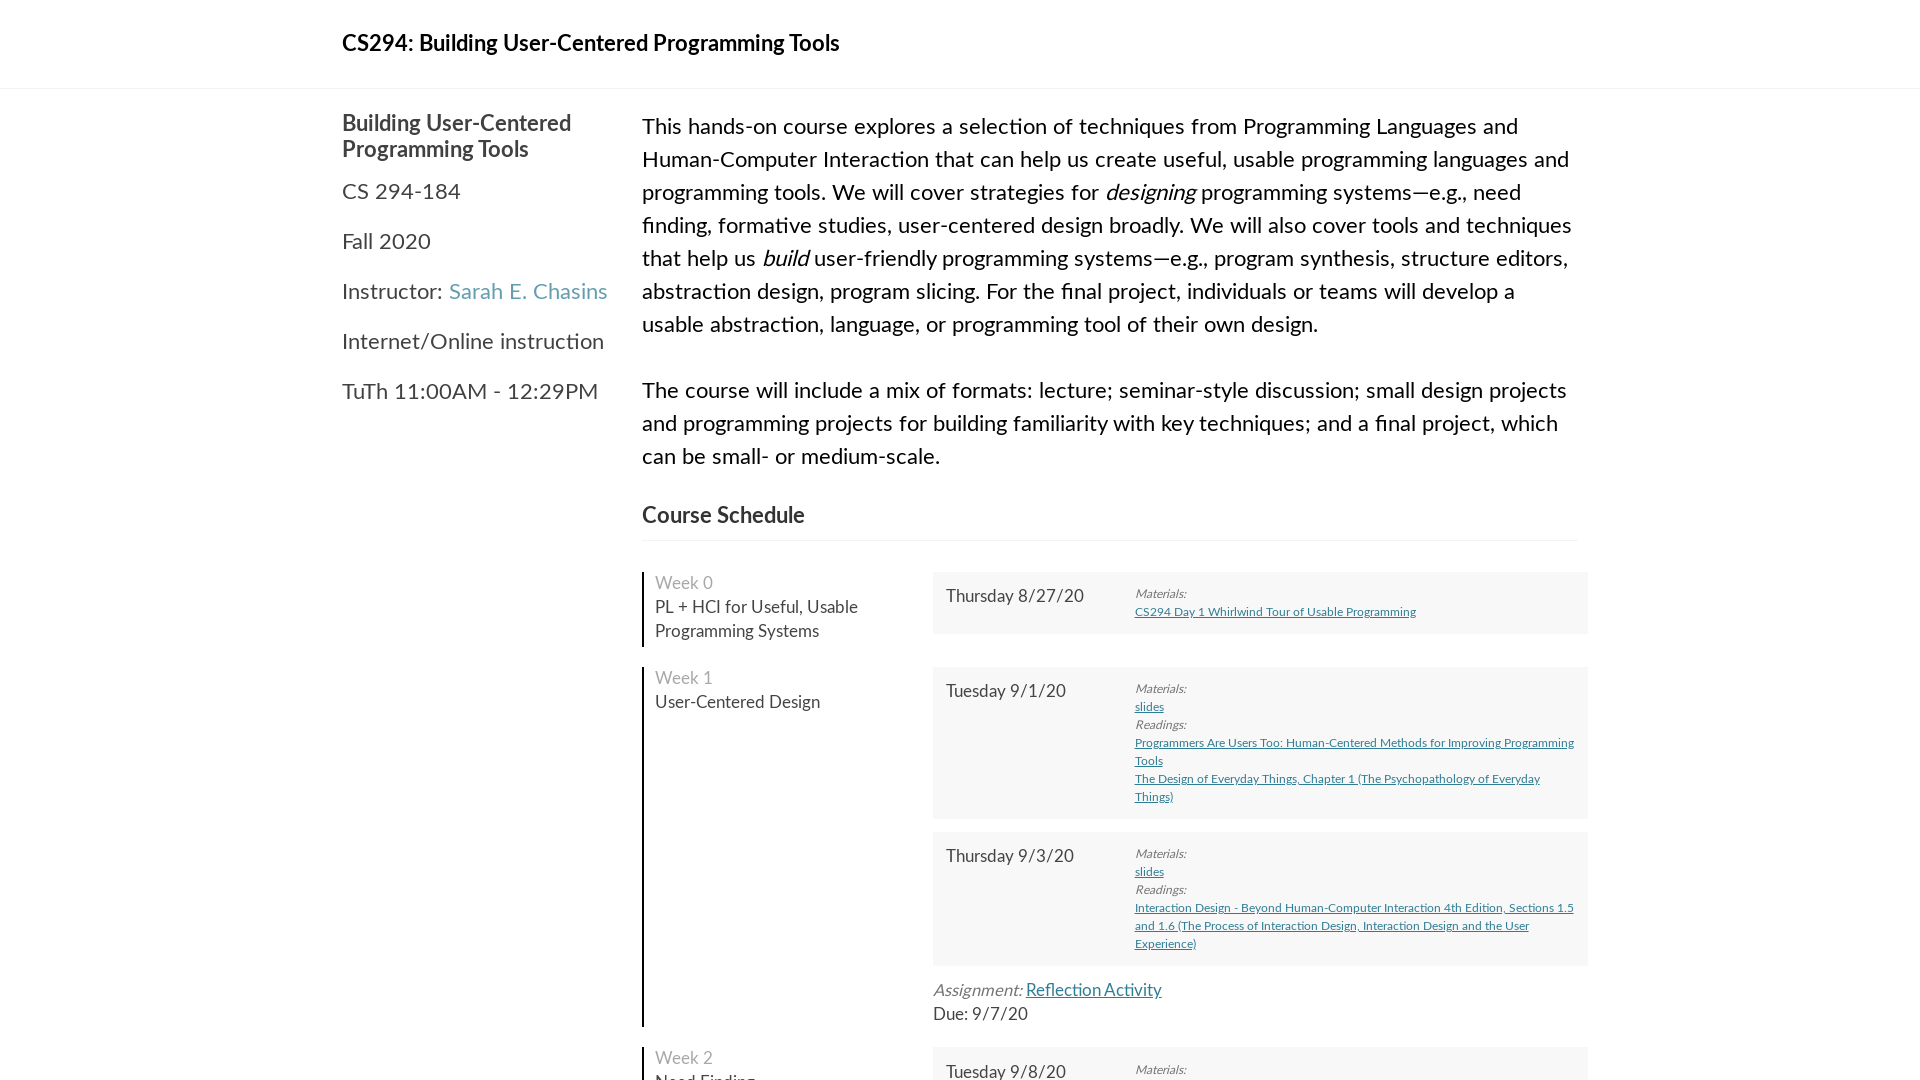 CS294: Building User-Centered Programming Tools
Building User-Centered
Programming Tools
CS 294-184
Fall 2020
Instructor: Sarah E. Chasins
Internet/Online instruction
TuTh 11:00AM - 12:29PM
This hands-on course explores a selection of techniques from Programming Languages and
Human-Computer Interaction that can help us create useful, usable programming languages and
programming tools. We will cover strategies for designing programming systems—e.g., need
finding, formative studies, user-centered design broadly. We will also cover tools and techniques
that help us build user-friendly programming systems—e.g., program synthesis, structure editors,
abstraction design, program slicing. For the final project, individuals or teams will develop a
usable abstraction, language, or programming tool of their own design.
The course will include a mix of formats: lecture; seminar-style discussion; small design projects
and programming projects for building familiarity with key techniques; and a final project, which
can be small- or medium-scale.
Course Schedule
Week 0
PL + HCI for Useful, Usable
Programming Systems
Thursday 8/27/20
Materials:
CS294 Day 1 Whirlwind Tour of Usable Programming
Week 1
User-Centered Design
Tuesday 9/1/20
Materials:
slides
Readings:
Programmers Are Users Too: Human-Centered Methods for Improving Programming
Tools
The Design of Everyday Things, Chapter 1 (The Psychopathology of Everyday
Things)
Thursday 9/3/20
Materials:
slides
Readings:
Interaction Design - Beyond Human-Computer Interaction 4th Edition, Sections 1.5
and 1.6 (The Process of Interaction Design, Interaction Design and the User
Experience)
Assignment: Reflection Activity
Due: 9/7/20
Week 2
Need Finding
Tuesday 9/8/20
Materials: